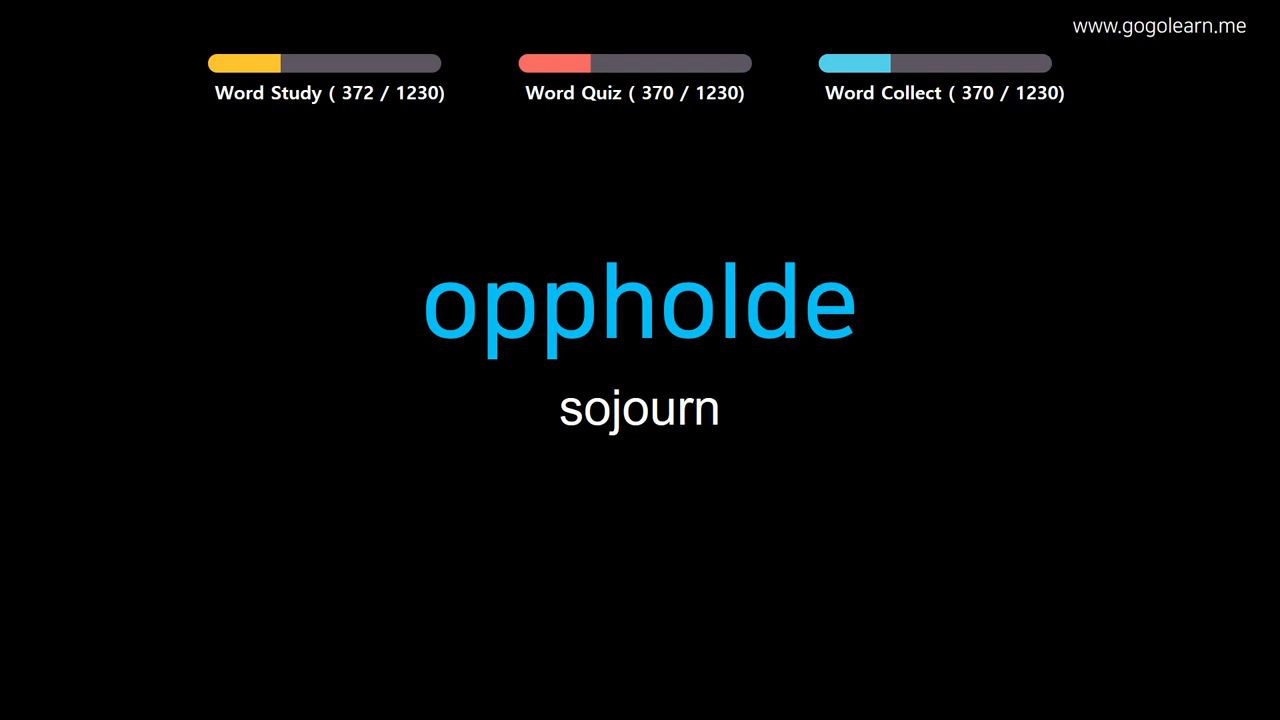 www.gogolearn.me
Word Study ( 372 / 1230)
Word Quiz ( 370 / 1230)
Word Collect ( 370 / 1230)
oppholde
sojourn